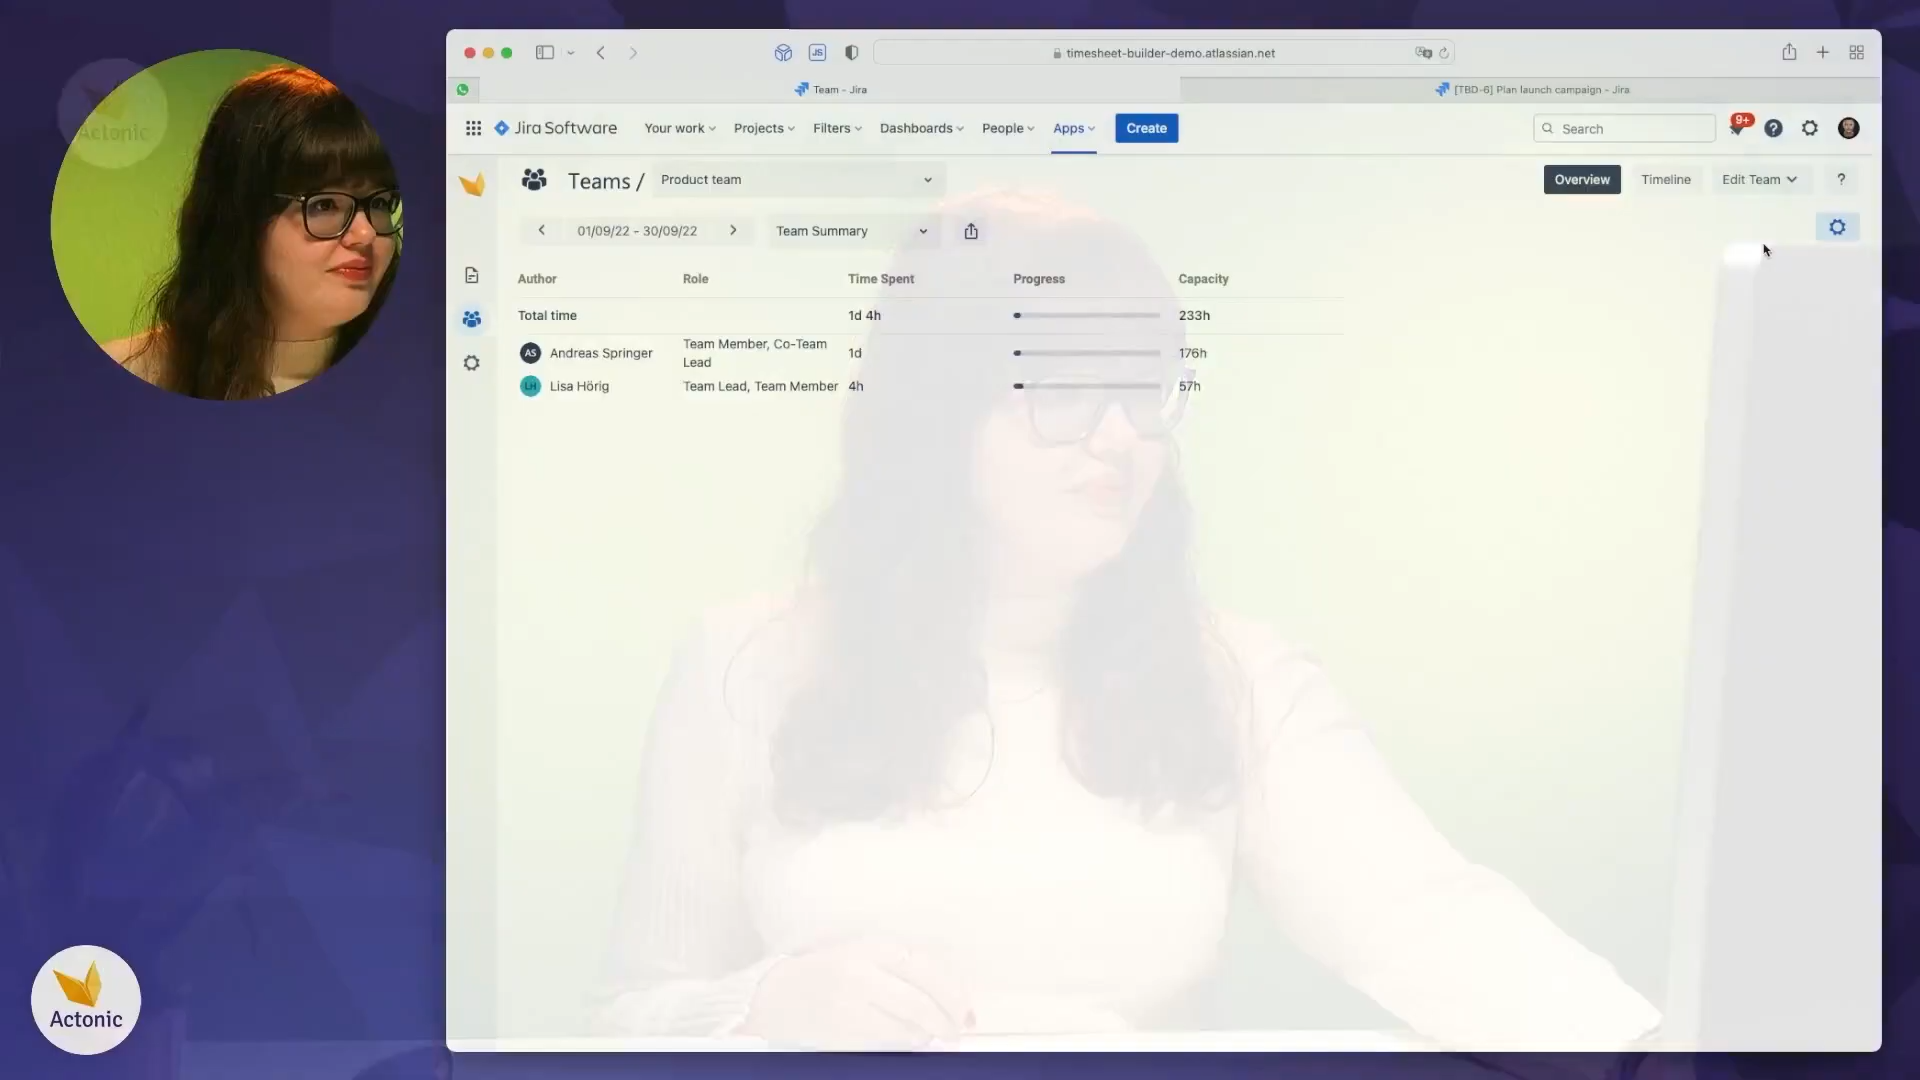 Actonic
timesheet-builder-demo.atlassian.net
Team - Jira
[TBD-6] Plan launch campaign - Jira
Jira Software
Your work
Projects
Filters
Dashboards
People
Apps
Create
Search
9+
Teams /
Product team
Overview
Timeline
Edit Team
?
01/09/22 - 30/09/22
Team Summary
Author Role Time Spent Progress Capacity
Total time 1d 4h 233h
AS Andreas Springer Team Member, Co-Team
Lead 1d 176h
LH Lisa Hörig Team Lead, Team Member 4h 57h
JS
Actonic